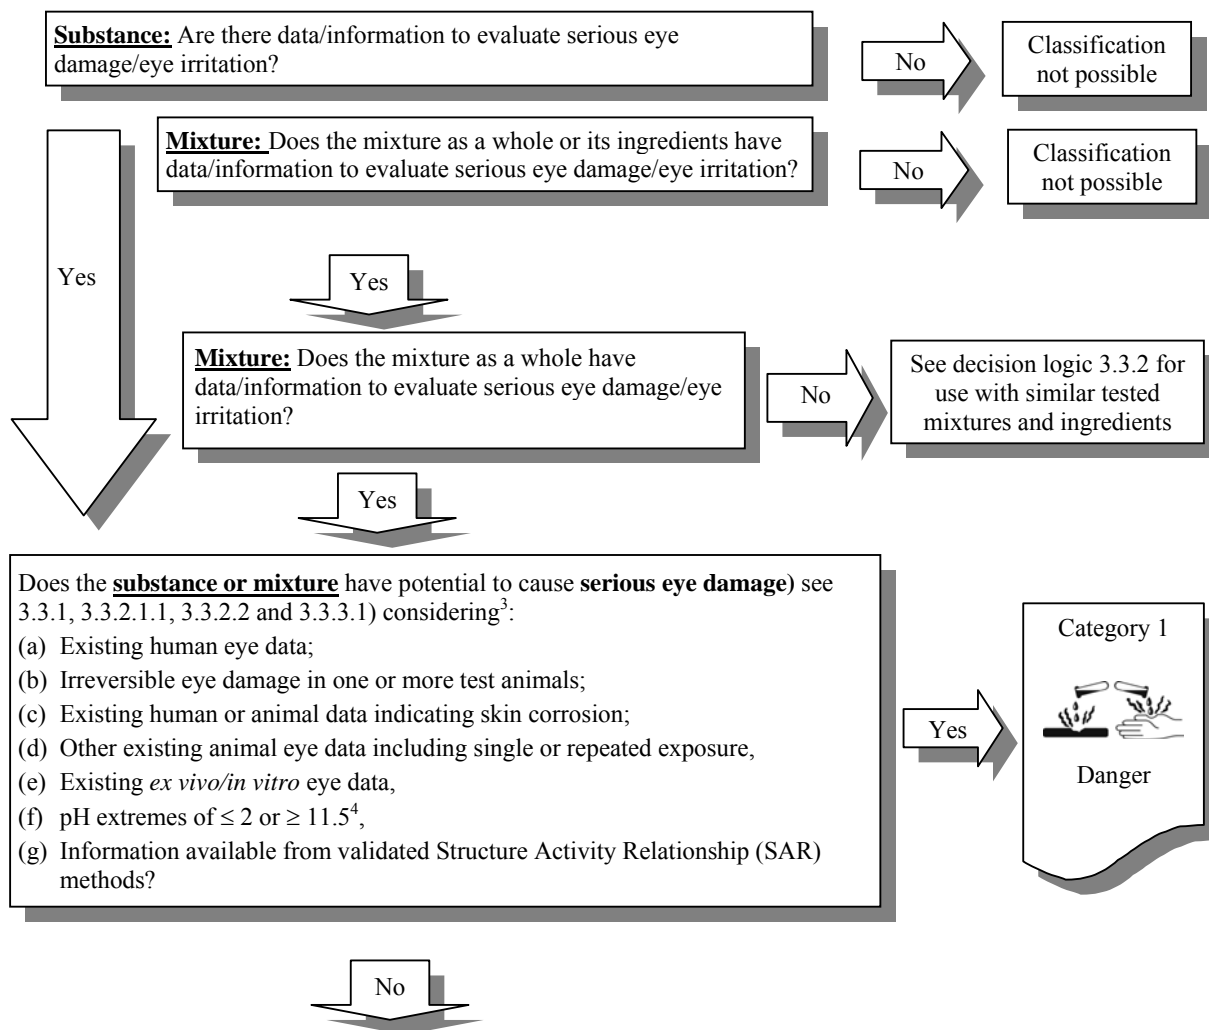 Substance: Are there data/information to evaluate serious eye
damage/eye irritation?
No
Classification
not possible
Mixture: Does the mixture as a whole or its ingredients have
data/information to evaluate serious eye damage/eye irritation?
No
Classification
not possible
Yes
Yes
Mixture: Does the mixture as a whole have
data/information to evaluate serious eye damage/eye
irritation?
No
See decision logic 3.3.2 for
use with similar tested
mixtures and ingredients
Yes
Does the substance or mixture have potential to cause serious eye damage) see
3.3.1, 3.3.2.1.1, 3.3.2.2 and 3.3.3.1) considering³:
(a) Existing human eye data;
(b) Irreversible eye damage in one or more test animals;
(c) Existing human or animal data indicating skin corrosion;
(d) Other existing animal eye data including single or repeated exposure,
(e) Existing ex vivo/in vitro eye data,
(f) pH extremes of ≤ 2 or ≥ 11.5⁴,
(g) Information available from validated Structure Activity Relationship (SAR)
methods?
Yes
Category 1
Danger
No